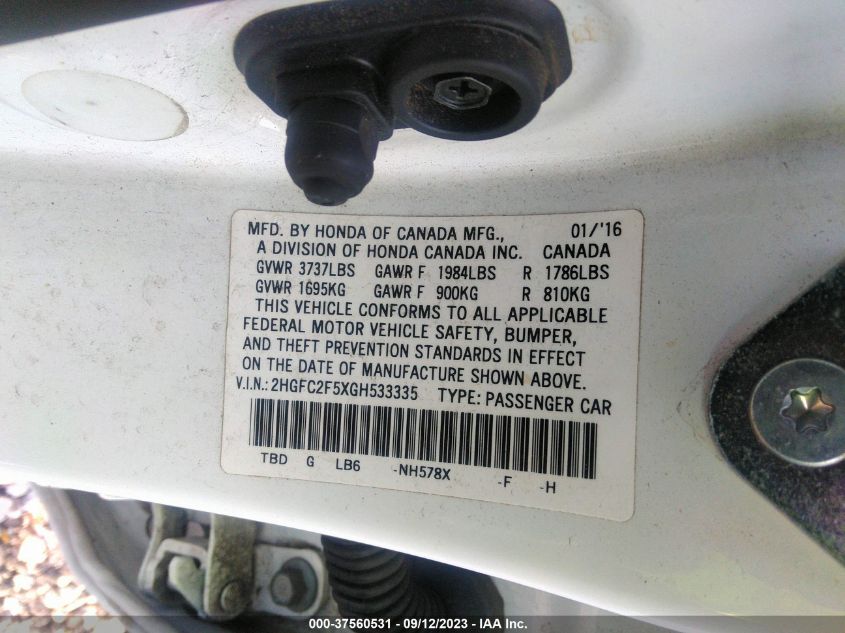 MFD. BY HONDA OF CANADA MFG., 01/'16
A DIVISION OF HONDA CANADA INC. CANADA
GVWR 3737LBS GAWR F 1984LBS R 1786LBS
GVWR 1695KG GAWR F 900KG R 810KG
THIS VEHICLE CONFORMS TO ALL APPLICABLE
FEDERAL MOTOR VEHICLE SAFETY, BUMPER,
AND THEFT PREVENTION STANDARDS IN EFFECT
ON THE DATE OF MANUFACTURE SHOWN ABOVE.
V.I.N.: 2HGFC2F5XGH533335 TYPE: PASSENGER CAR
TBD G LB6 -NH578X -F -H
000-37560531 - 09/12/2023 - IAA Inc.